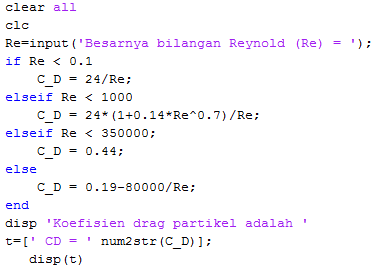 clear all
clc
Re=input('Besarnya bilangan Reynold (Re) = ');
if Re < 0.1
    C_D = 24/Re;
elseif Re < 1000
    C_D = 24*(1+0.14*Re^0.7)/Re;
elseif Re < 350000;
    C_D = 0.44;
else
    C_D = 0.19-80000/Re;
end
disp 'Koefisien drag partikel adalah '
t=[' CD = ' num2str(C_D)];
   disp(t)